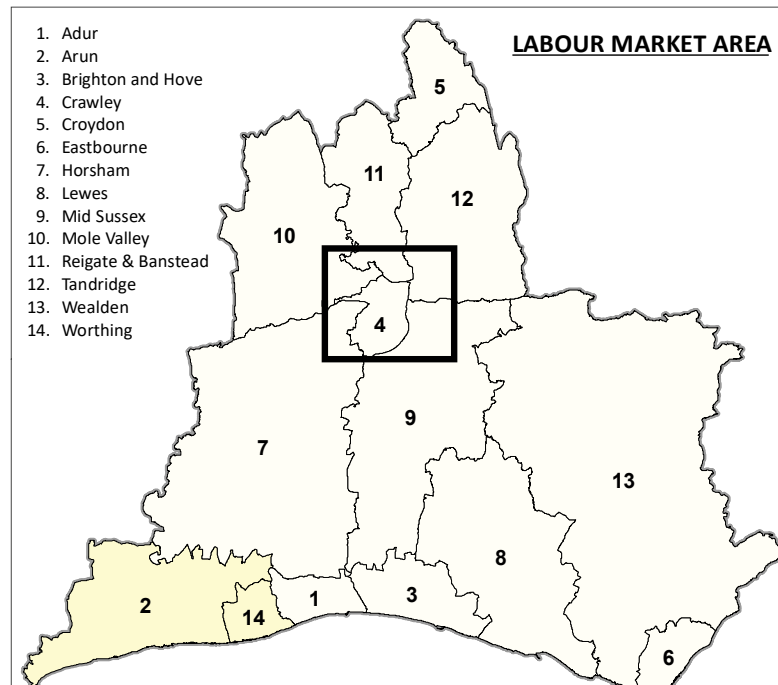 LABOUR MARKET AREA
1. Adur
2. Arun
3. Brighton and Hove
4. Crawley
5. Croydon
6. Eastbourne
7. Horsham
8. Lewes
9. Mid Sussex
10. Mole Valley
11. Reigate & Banstead
12. Tandridge
13. Wealden
14. Worthing
5
11
12
10
4
9
7
13
8
2
14
1
3
6